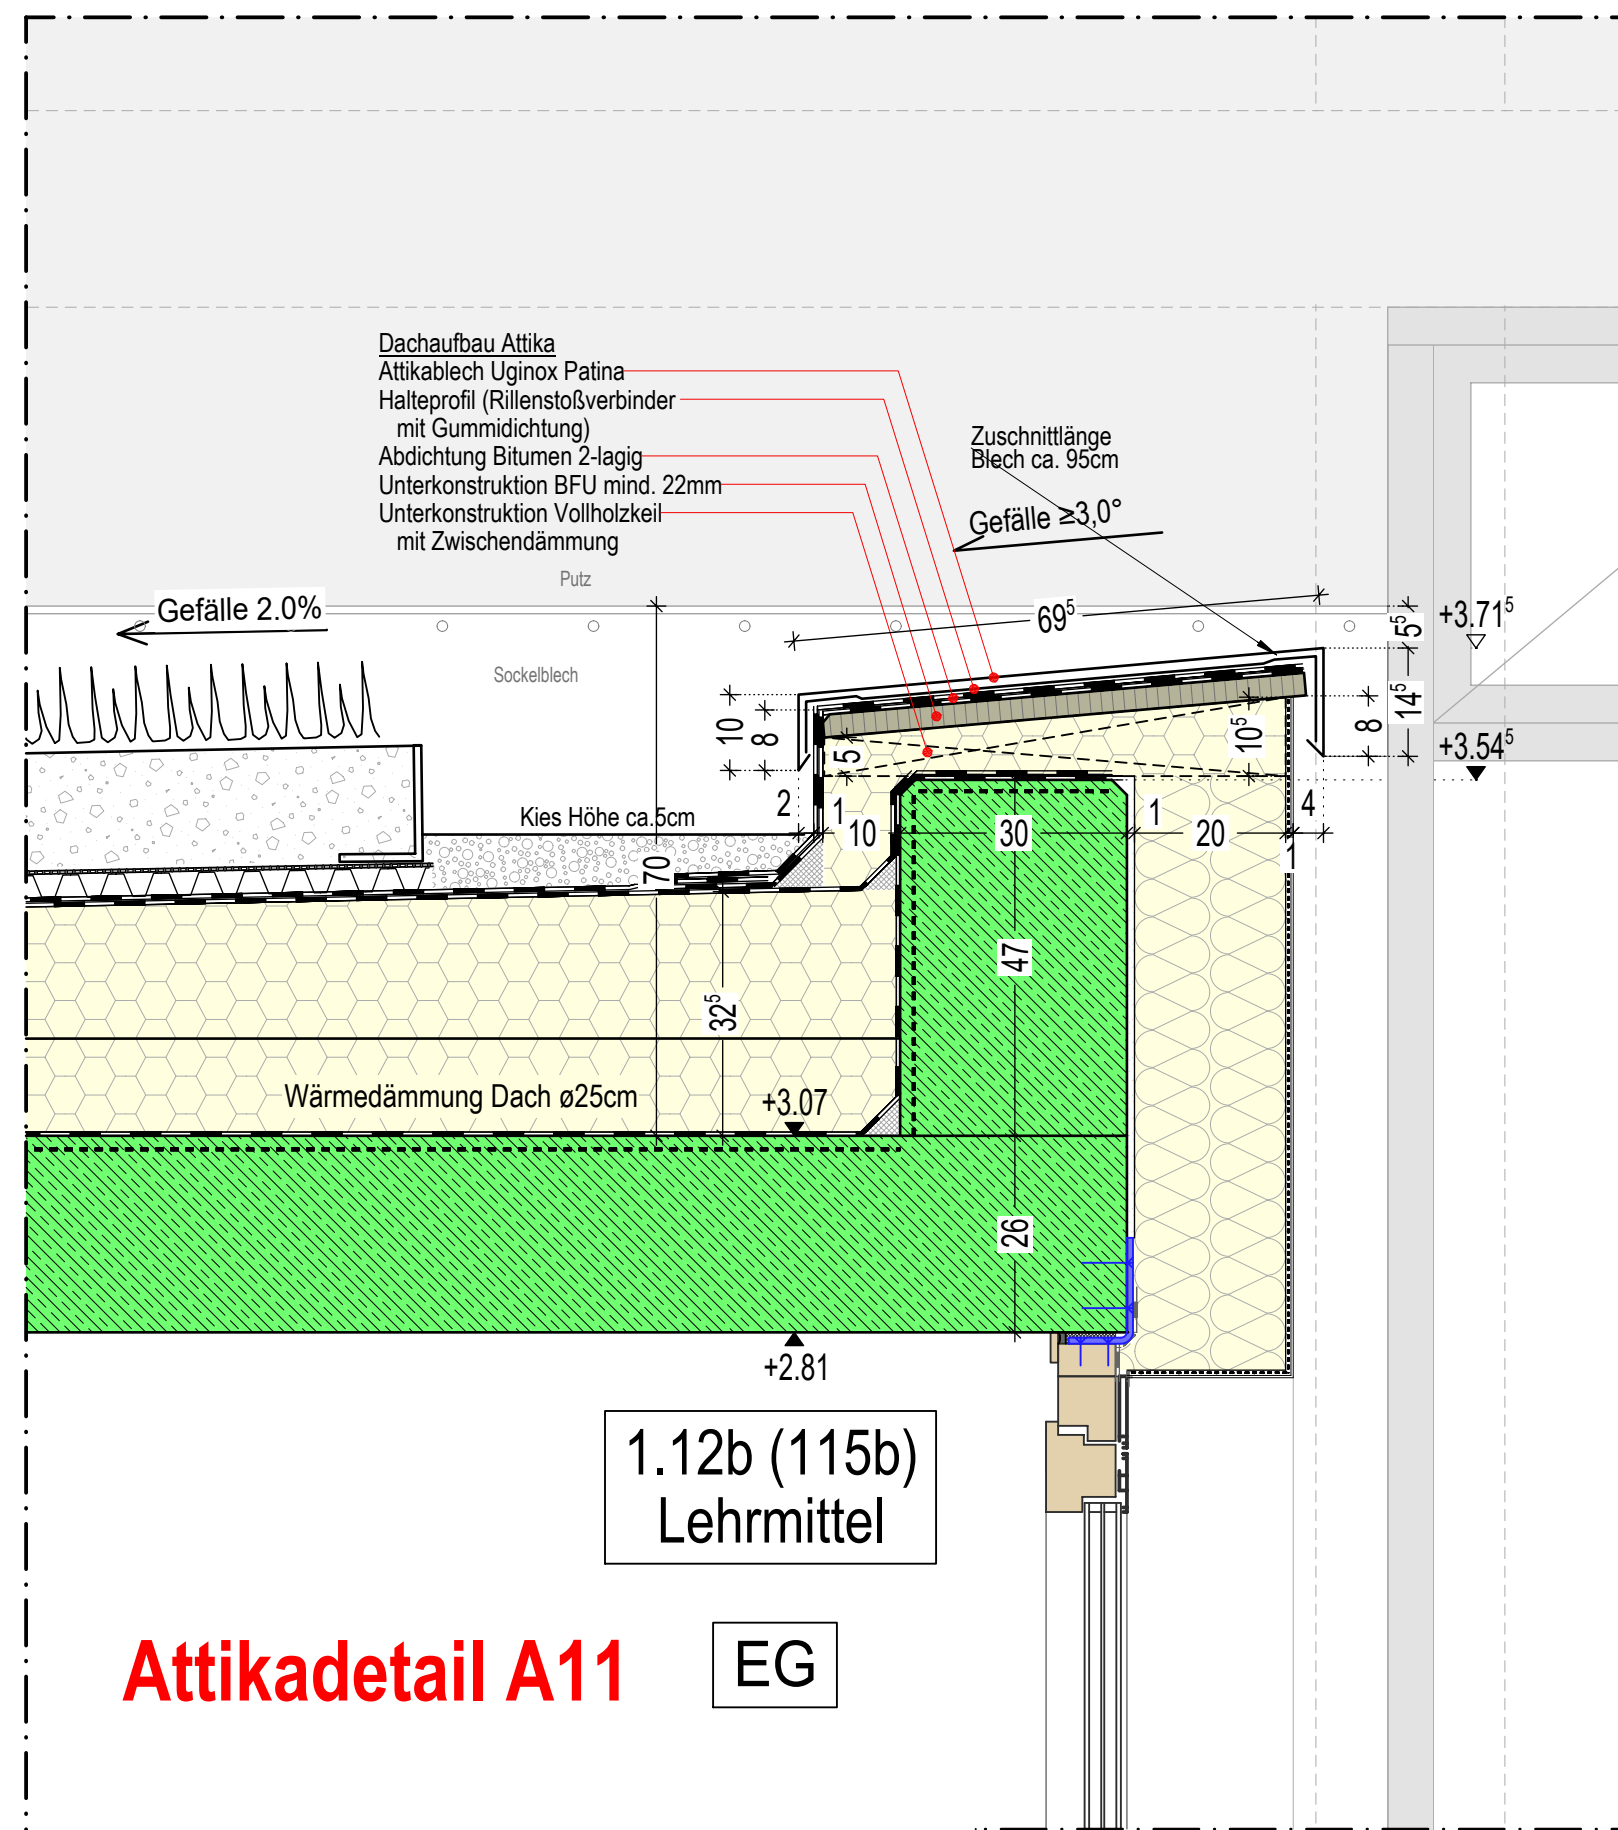 Dachaufbau Attika
Attikablech Uginox Patina
Halteprofil (Rillenstoßverbinder
mit Gummidichtung)
Abdichtung Bitumen 2-lagig
Unterkonstruktion BFU mind. 22mm
Unterkonstruktion Vollholzkeil
mit Zwischendämmung
Zuschnittlänge
Blech ca. 95cm
Gefälle ≥3,0°
Putz
Gefälle 2.0%
69⁵
5⁵
+3.71⁵
Sockelblech
14⁵
10
8
5
10⁵
8
+3.54⁵
Kies Höhe ca.5cm
2
1
10
30
1
20
1
4
70
47
32⁵
Wärmedämmung Dach ø25cm
+3.07
26
+2.81
1.12b (115b)
Lehrmittel
Attikadetail A11
EG